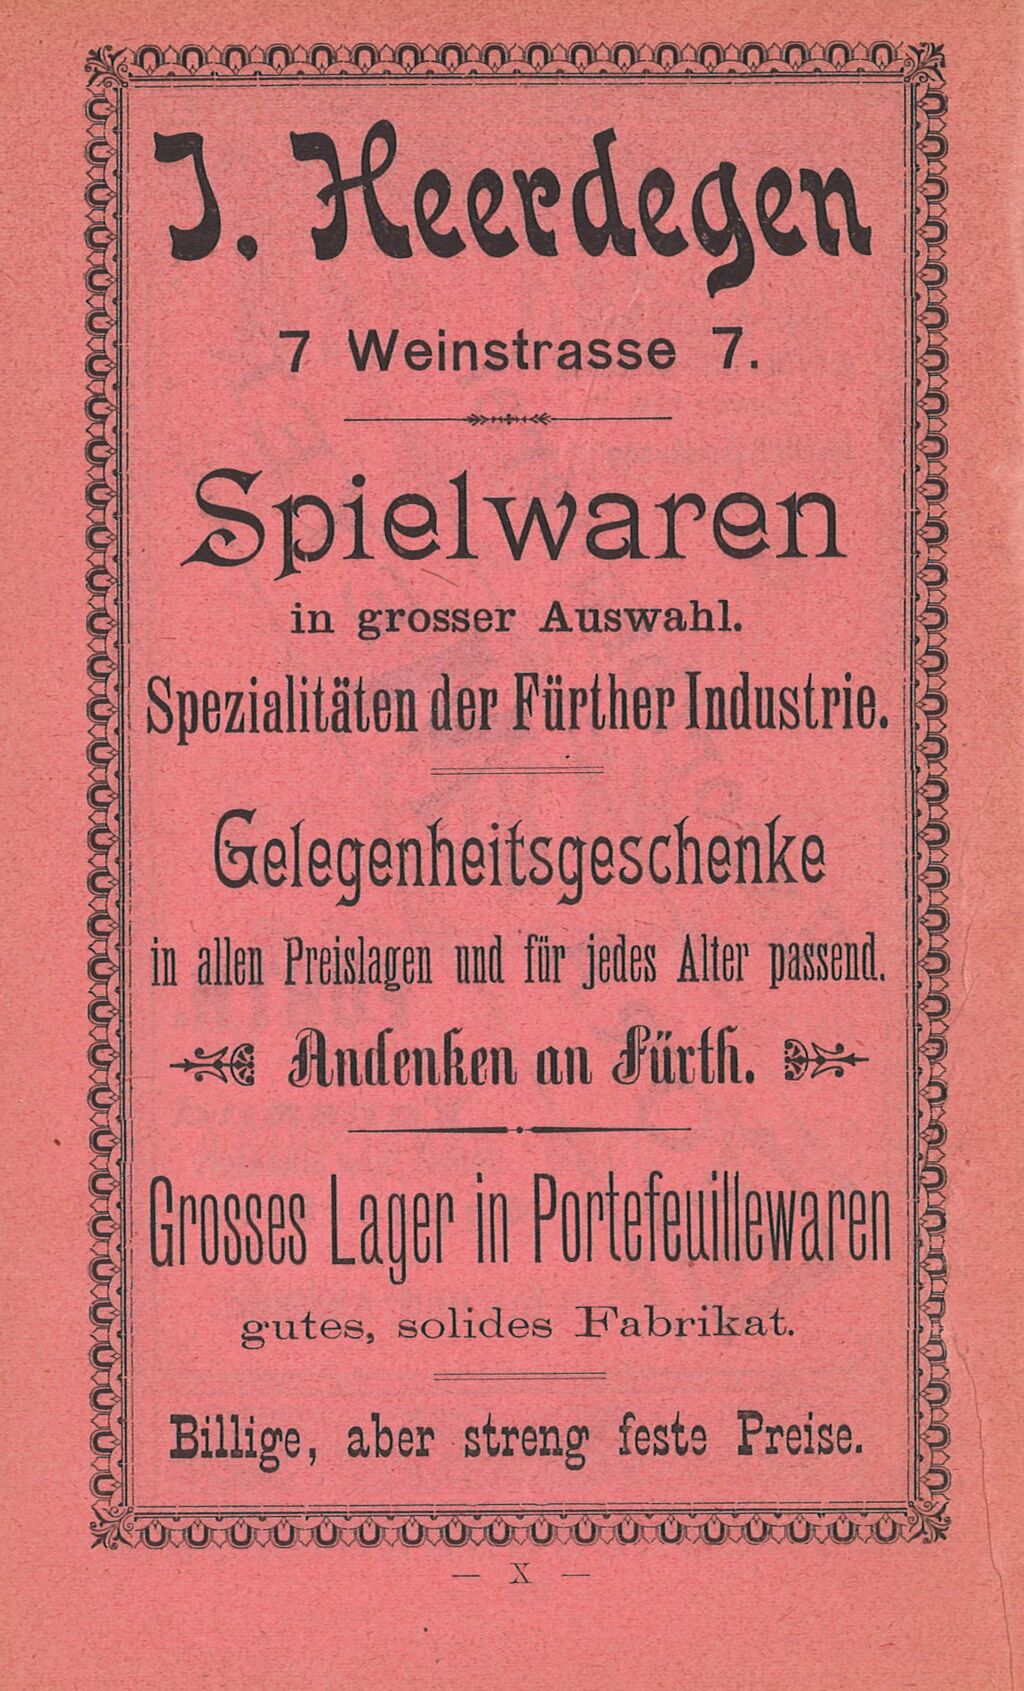 J. Heerdegen
7 Weinstrasse 7.
Spielwaren
in grosser Auswahl.
Spezialitäten der Fürther Industrie.
Gelegenheitsgeschenke
in allen Preislagen und für jedes Alter passend.
Andenken an Fürth.
Grosses Lager in Portefeuillewaren
gutes, solides Fabrikat.
Billige, aber streng feste Preise.
— X —